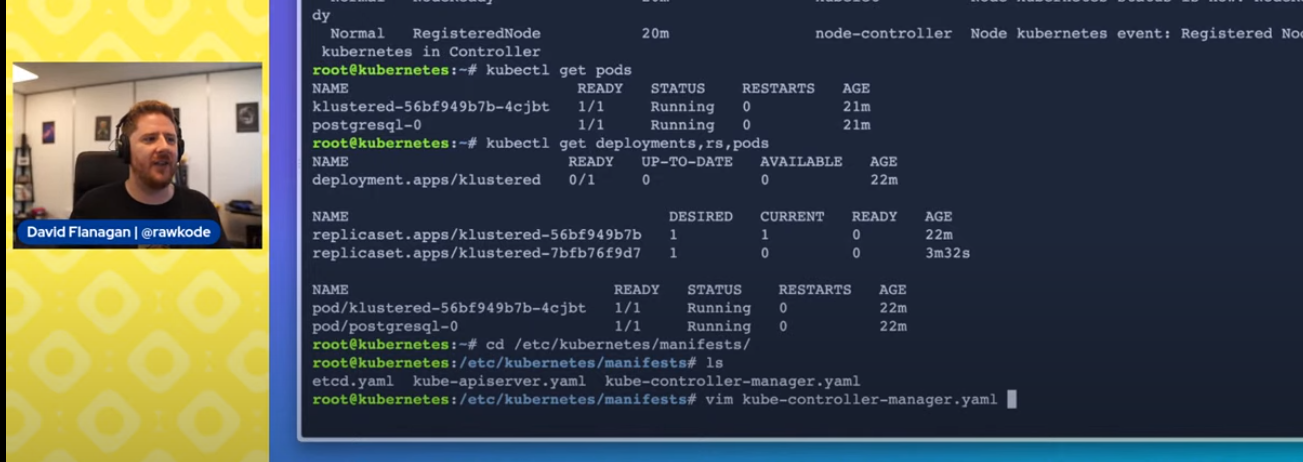 dy
Normal RegisteredNode 20m node-controller Node kubernetes event: Registered No
kubernetes in Controller
root@kubernetes:~# kubectl get pods
NAME READY STATUS RESTARTS AGE
klustered-56bf949b7b-4cjbt 1/1 Running 0 21m
postgresql-0 1/1 Running 0 21m
root@kubernetes:~# kubectl get deployments,rs,pods
NAME READY UP-TO-DATE AVAILABLE AGE
deployment.apps/klustered 0/1 0 0 22m
NAME DESIRED CURRENT READY AGE
replicaset.apps/klustered-56bf949b7b 1 1 0 22m
replicaset.apps/klustered-7bfb76f9d7 1 0 0 3m32s
NAME READY STATUS RESTARTS AGE
pod/klustered-56bf949b7b-4cjbt 1/1 Running 0 22m
pod/postgresql-0 1/1 Running 0 22m
root@kubernetes:~# cd /etc/kubernetes/manifests/
root@kubernetes:/etc/kubernetes/manifests# ls
etcd.yaml kube-apiserver.yaml kube-controller-manager.yaml
root@kubernetes:/etc/kubernetes/manifests# vim kube-controller-manager.yaml
David Flanagan | @rawkode